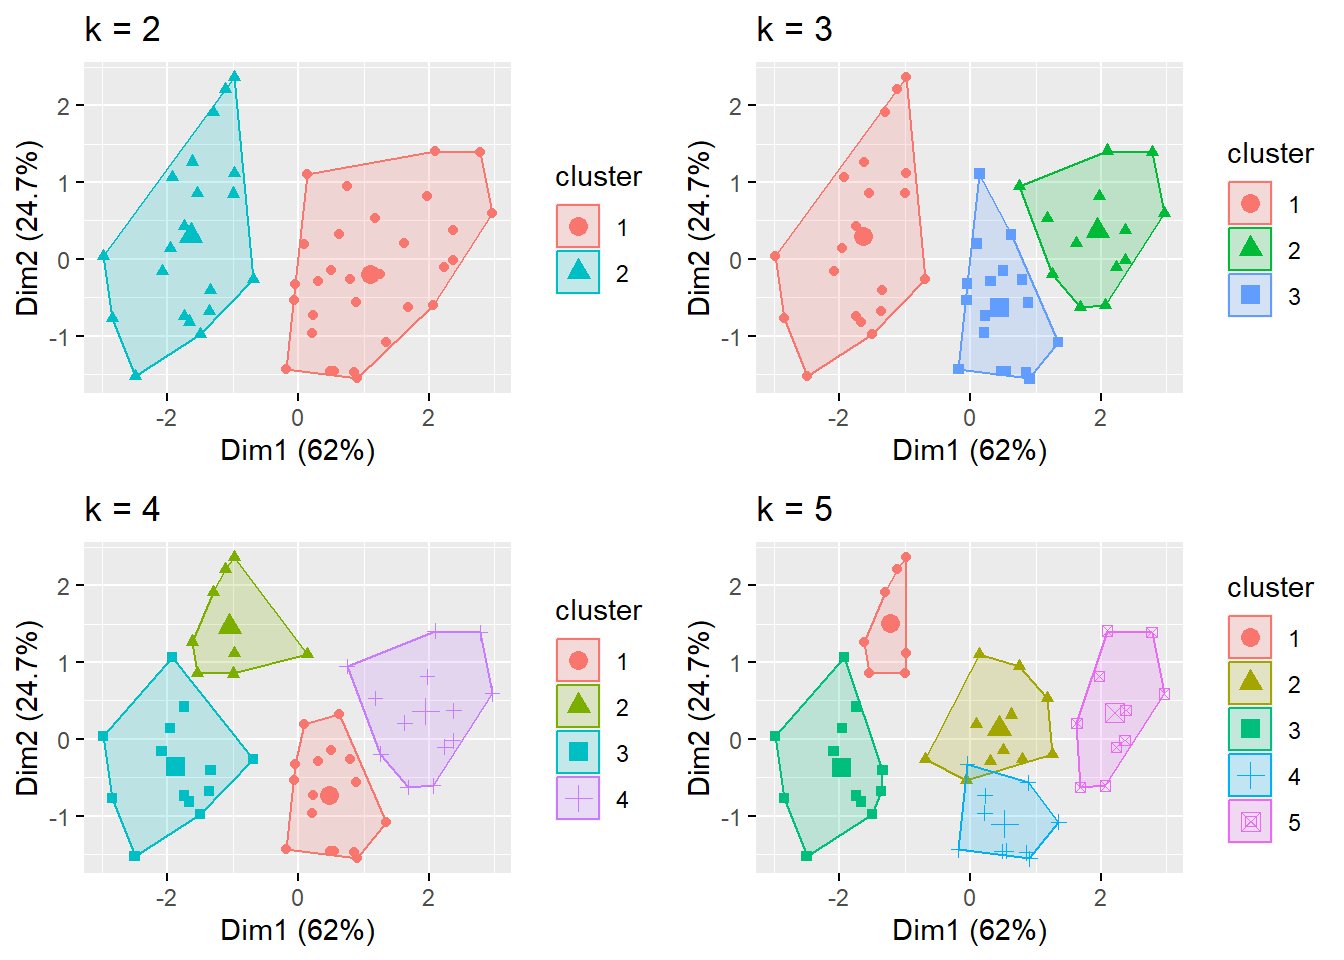 k = 2
Dim2 (24.7%)
2
1
0
-1
-2
0
2
Dim1 (62%)
cluster
1
2
k = 3
Dim2 (24.7%)
2
1
0
-1
-2
0
2
Dim1 (62%)
cluster
1
2
3
k = 4
Dim2 (24.7%)
2
1
0
-1
-2
0
2
Dim1 (62%)
cluster
1
2
3
4
k = 5
Dim2 (24.7%)
2
1
0
-1
-2
0
2
Dim1 (62%)
cluster
1
2
3
4
5